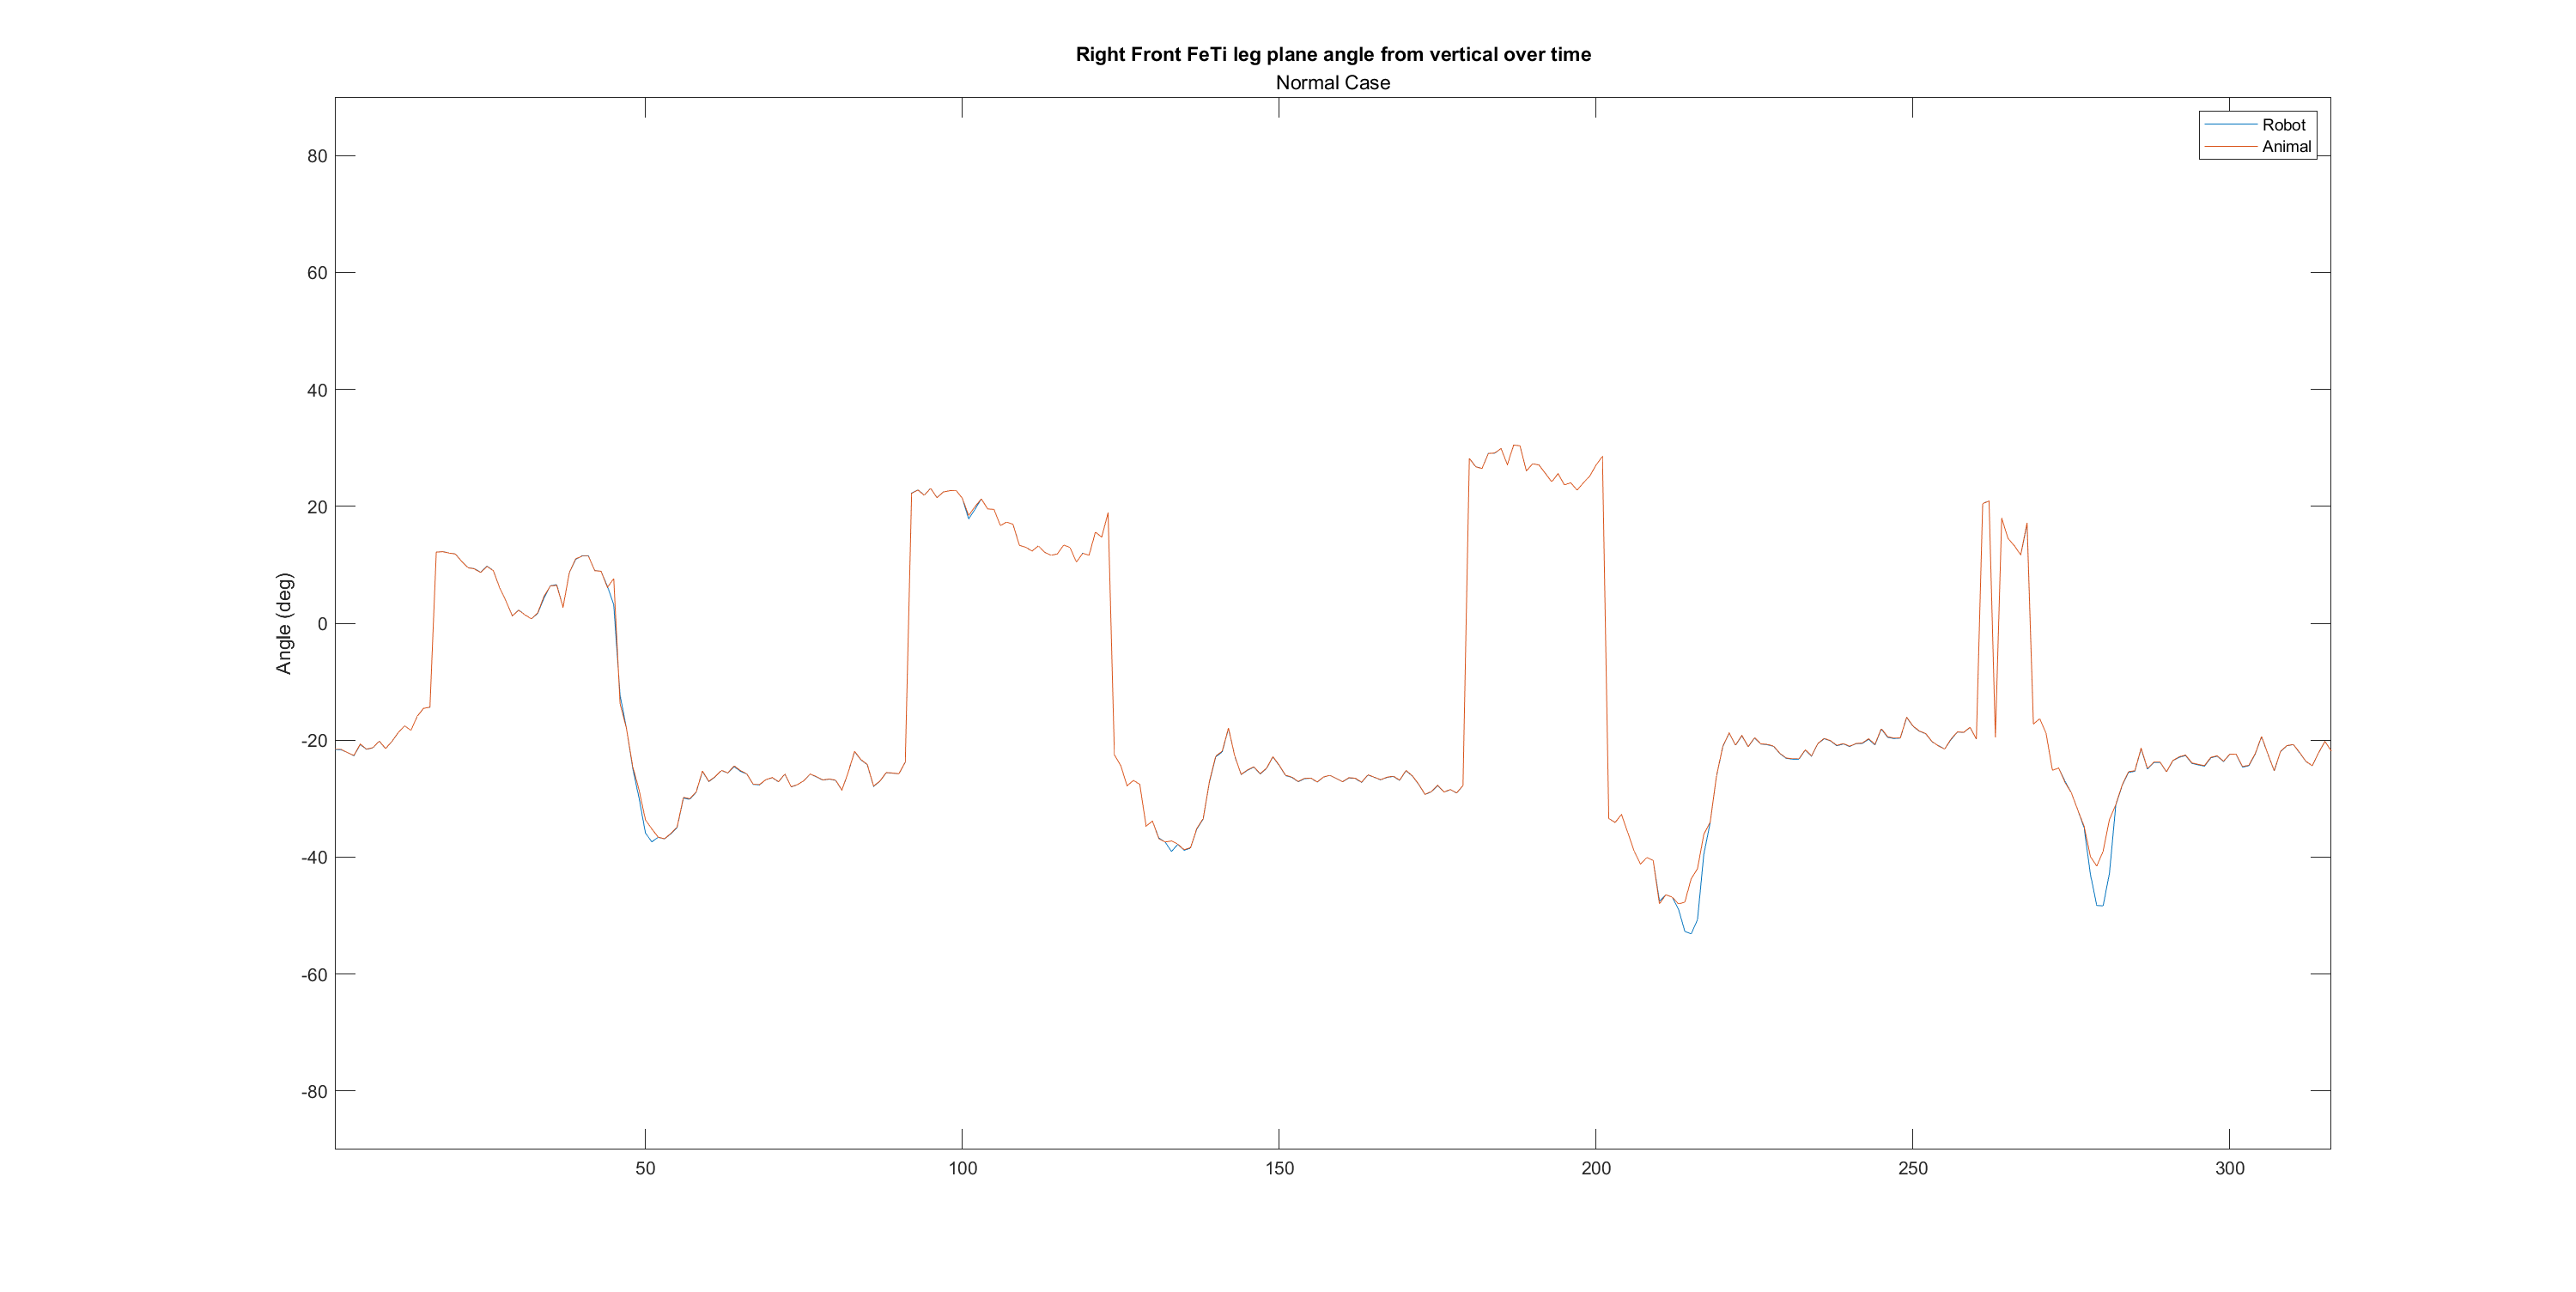 Right Front FeTi leg plane angle from vertical over time
Normal Case
Robot
Animal
Angle (deg)
80
60
40
20
0
-20
-40
-60
-80
50 100 150 200 250 300